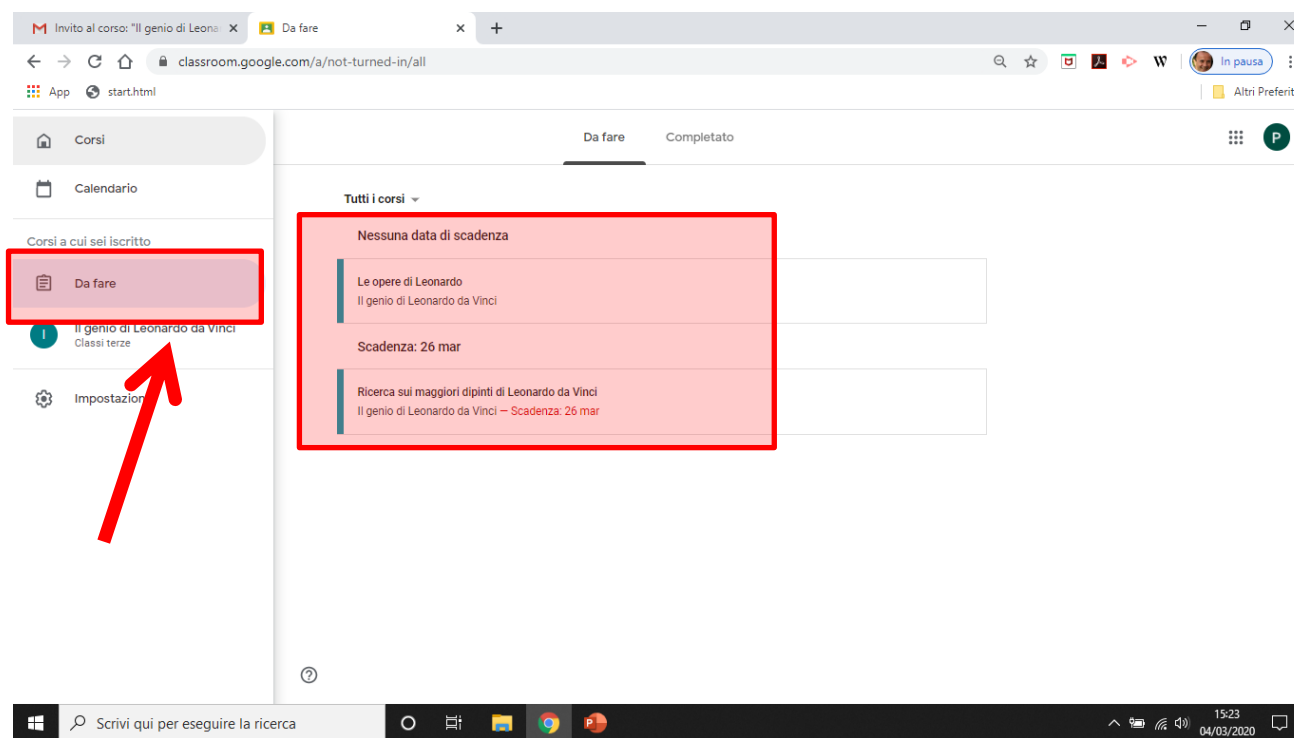 Invito al corso: "Il genio di Leona
Da fare
classroom.google.com/a/not-turned-in/all
In pausa
App
start.html
Altri Preferit
Corsi
Da fare
Completato
P
Calendario
Tutti i corsi
Corsi a cui sei iscritto
Nessuna data di scadenza
Da fare
Le opere di Leonardo
Il genio di Leonardo da Vinci
I
Il genio di Leonardo da Vinci
Classi terze
Scadenza: 26 mar
Impostazion
Ricerca sui maggiori dipinti di Leonardo da Vinci
Il genio di Leonardo da Vinci – Scadenza: 26 mar
Scrivi qui per eseguire la ricerca
15:23
04/03/2020